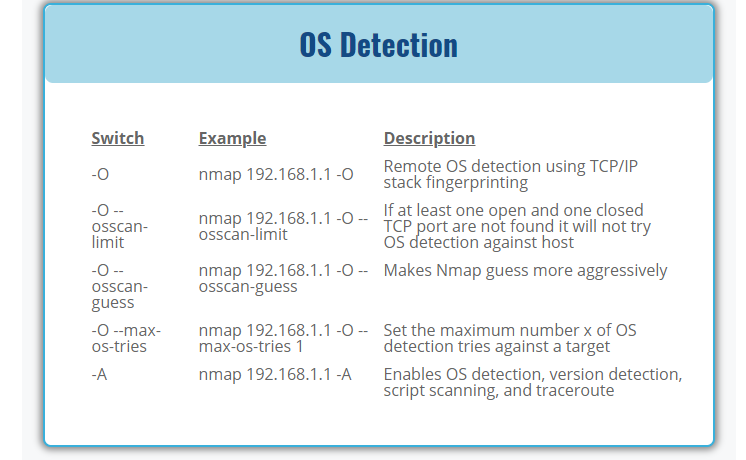 OS Detection
Switch Example Description
-O nmap 192.168.1.1 -O Remote OS detection using TCP/IP
stack fingerprinting
-O -- nmap 192.168.1.1 -O -- If at least one open and one closed
osscan- osscan-limit TCP port are not found it will not try
limit OS detection against host
-O -- nmap 192.168.1.1 -O -- Makes Nmap guess more aggressively
osscan- osscan-guess
guess
-O --max- nmap 192.168.1.1 -O -- Set the maximum number x of OS
os-tries max-os-tries 1 detection tries against a target
-A nmap 192.168.1.1 -A Enables OS detection, version detection,
script scanning, and traceroute